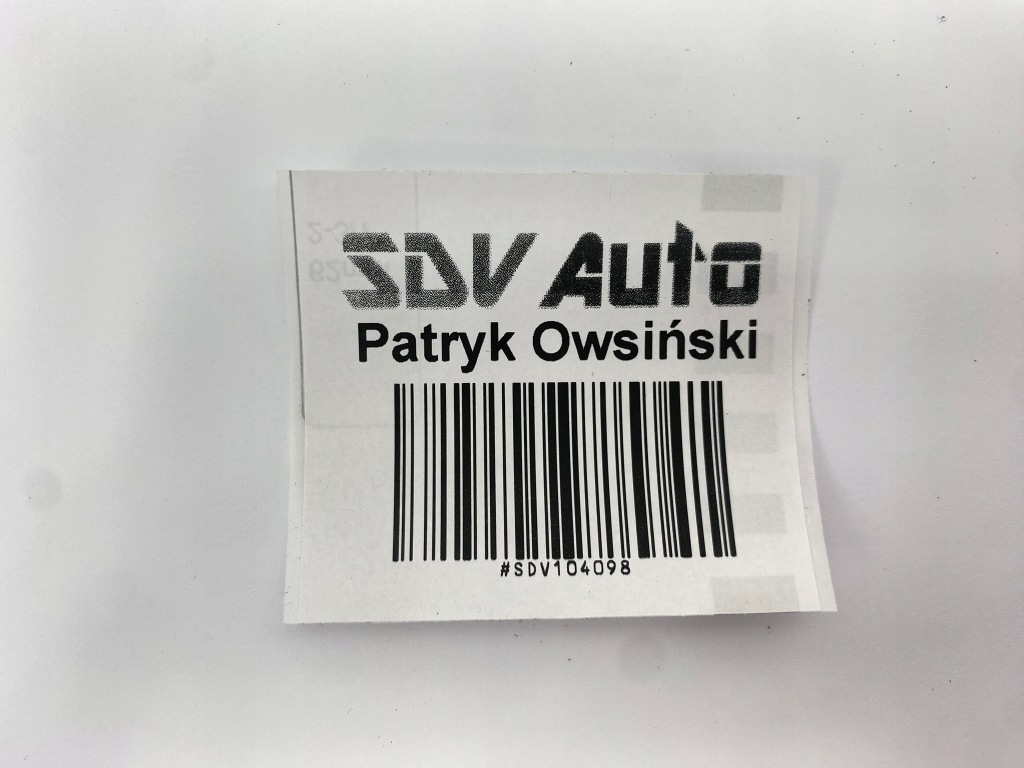 SDV Auto
Patryk Owsiński
#SDV104098